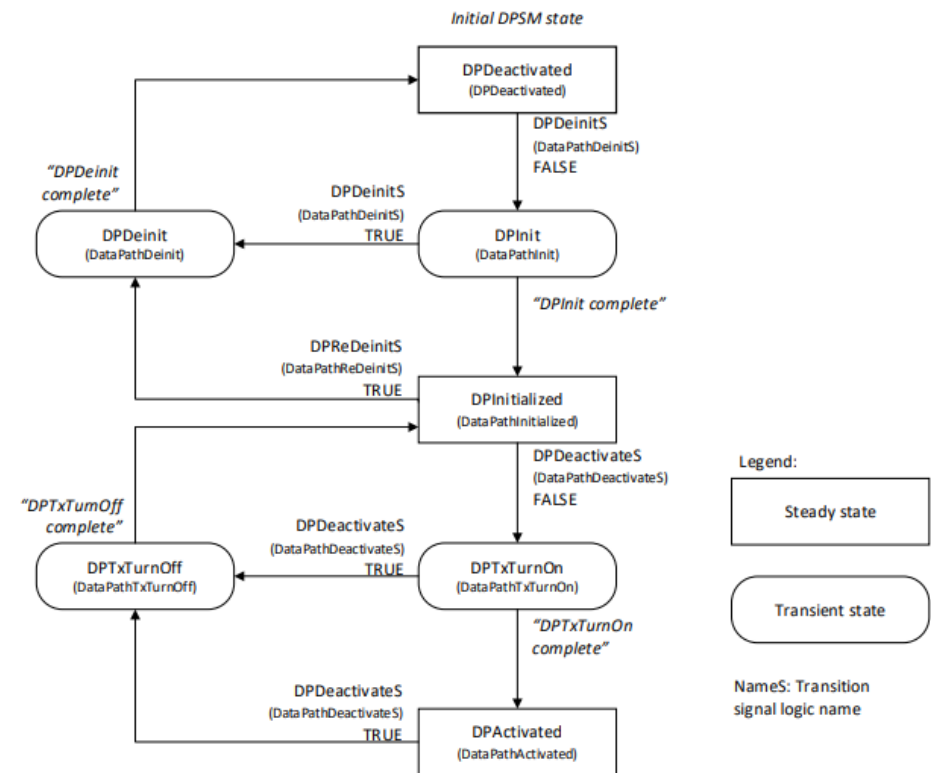 Initial DPSM state
DPDeactivated
(DPDeactivated)
DPDeinitS
(DataPathDeinitS)
FALSE
"DPDeinit
complete"
DPDeinitS
(DataPathDeinitS)
TRUE
DPDeinit
(DataPathDeinit)
DPInit
(DataPathInit)
"DPInit complete"
DPReDeinitS
(DataPathReDeinitS)
TRUE
DPInitialized
(DataPathInitialized)
DPDeactivateS
(DataPathDeactivateS)
FALSE
"DPTxTurnOff
complete"
DPDeactivateS
(DataPathDeactivateS)
TRUE
DPTxTurnOff
(DataPathTxTurnOff)
DPTxTurnOn
(DataPathTxTurnOn)
"DPTxTurnOn
complete"
DPDeactivateS
(DataPathDeactivateS)
TRUE
DPActivated
(DataPathActivated)
Legend:
Steady state
Transient state
NameS: Transition
signal logic name